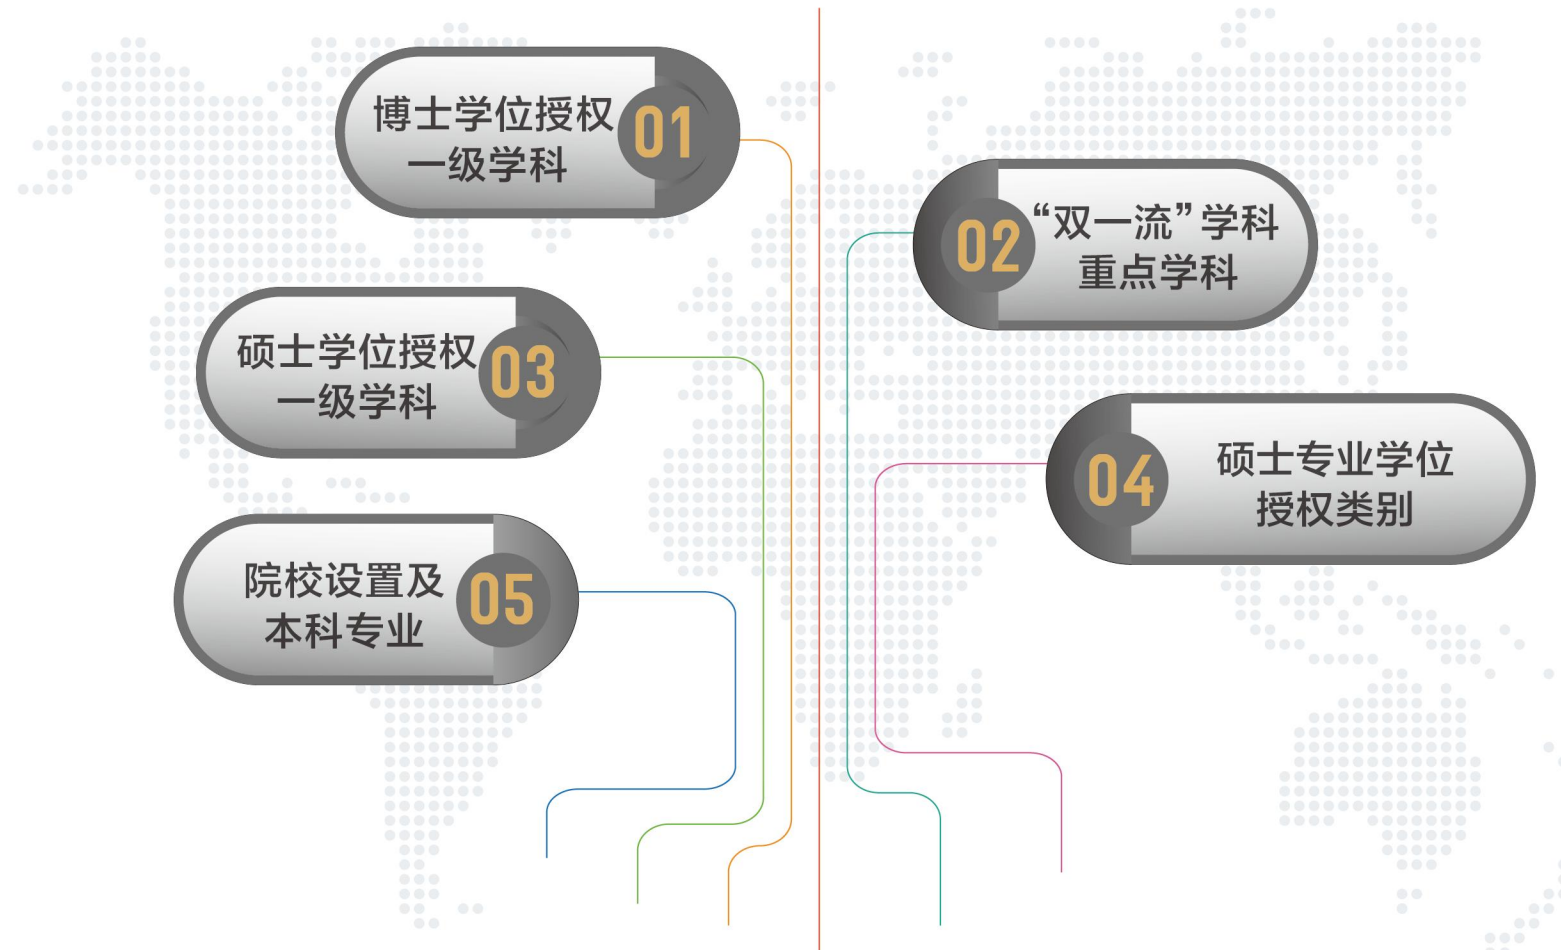 博士学位授权
一级学科
01
02
“双一流”学科
重点学科
硕士学位授权
一级学科
03
04
硕士专业学位
授权类别
院校设置及
本科专业
05